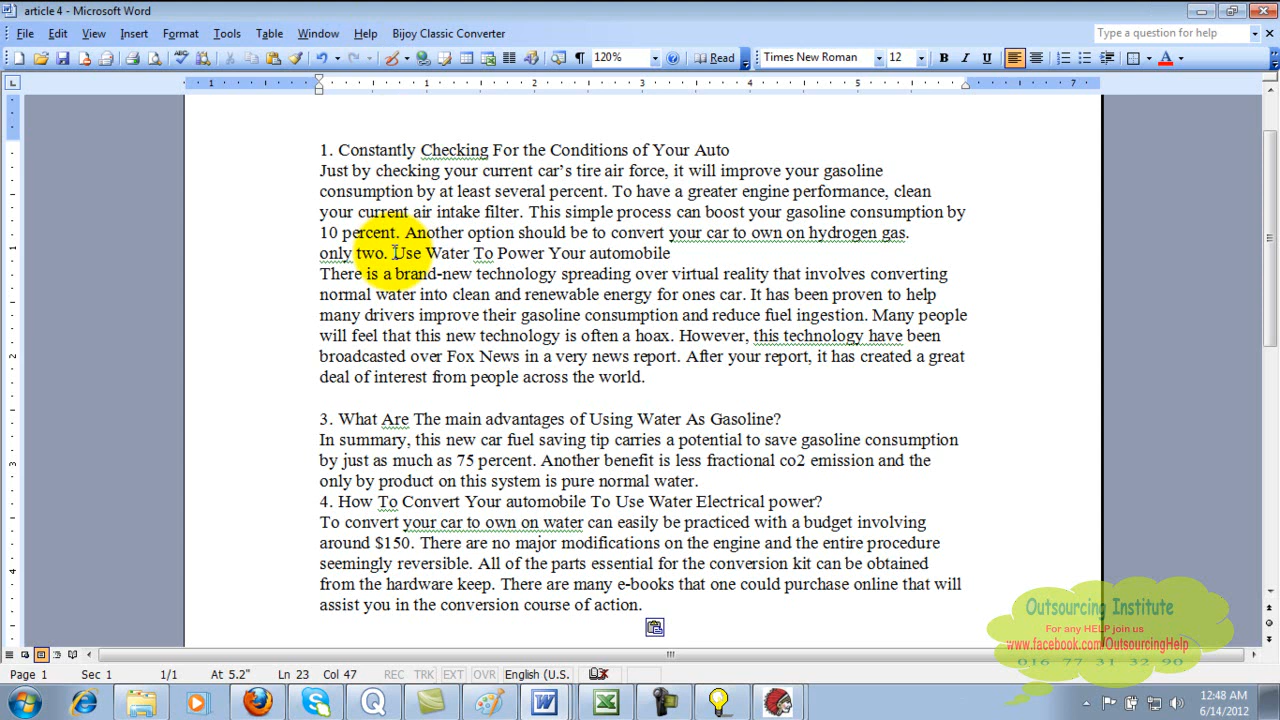 article 4 - Microsoft Word
File Edit View Insert Format Tools Table Window Help Bijoy Classic Converter
Type a question for help
120% Read Times New Roman 12 B I U A
1 1 2 3 4 5 7
1. Constantly Checking For the Conditions of Your Auto
Just by checking your current car’s tire air force, it will improve your gasoline
consumption by at least several percent. To have a greater engine performance, clean
your current air intake filter. This simple process can boost your gasoline consumption by
10 percent. Another option should be to convert your car to own on hydrogen gas.
only two. Use Water To Power Your automobile
There is a brand-new technology spreading over virtual reality that involves converting
normal water into clean and renewable energy for ones car. It has been proven to help
many drivers improve their gasoline consumption and reduce fuel ingestion. Many people
will feel that this new technology is often a hoax. However, this technology have been
broadcasted over Fox News in a very news report. After your report, it has created a great
deal of interest from people across the world.
3. What Are The main advantages of Using Water As Gasoline?
In summary, this new car fuel saving tip carries a potential to save gasoline consumption
by just as much as 75 percent. Another benefit is less fractional co2 emission and the
only by product on this system is pure normal water.
4. How To Convert Your automobile To Use Water Electrical power?
To convert your car to own on water can easily be practiced with a budget involving
around $150. There are no major modifications on the engine and the entire procedure
seemingly reversible. All of the parts essential for the conversion kit can be obtained
from the hardware keep. There are many e-books that one could purchase online that will
assist you in the conversion course of action.
Outsourcing Institute
For any HELP join us
www.facebook.com/OutsourcingHelp
016 77 31 32 90
Page 1 Sec 1 1/1 At 5.2" Ln 23 Col 47 REC TRK EXT OVR English (U.S.
12:48 AM
6/14/2012